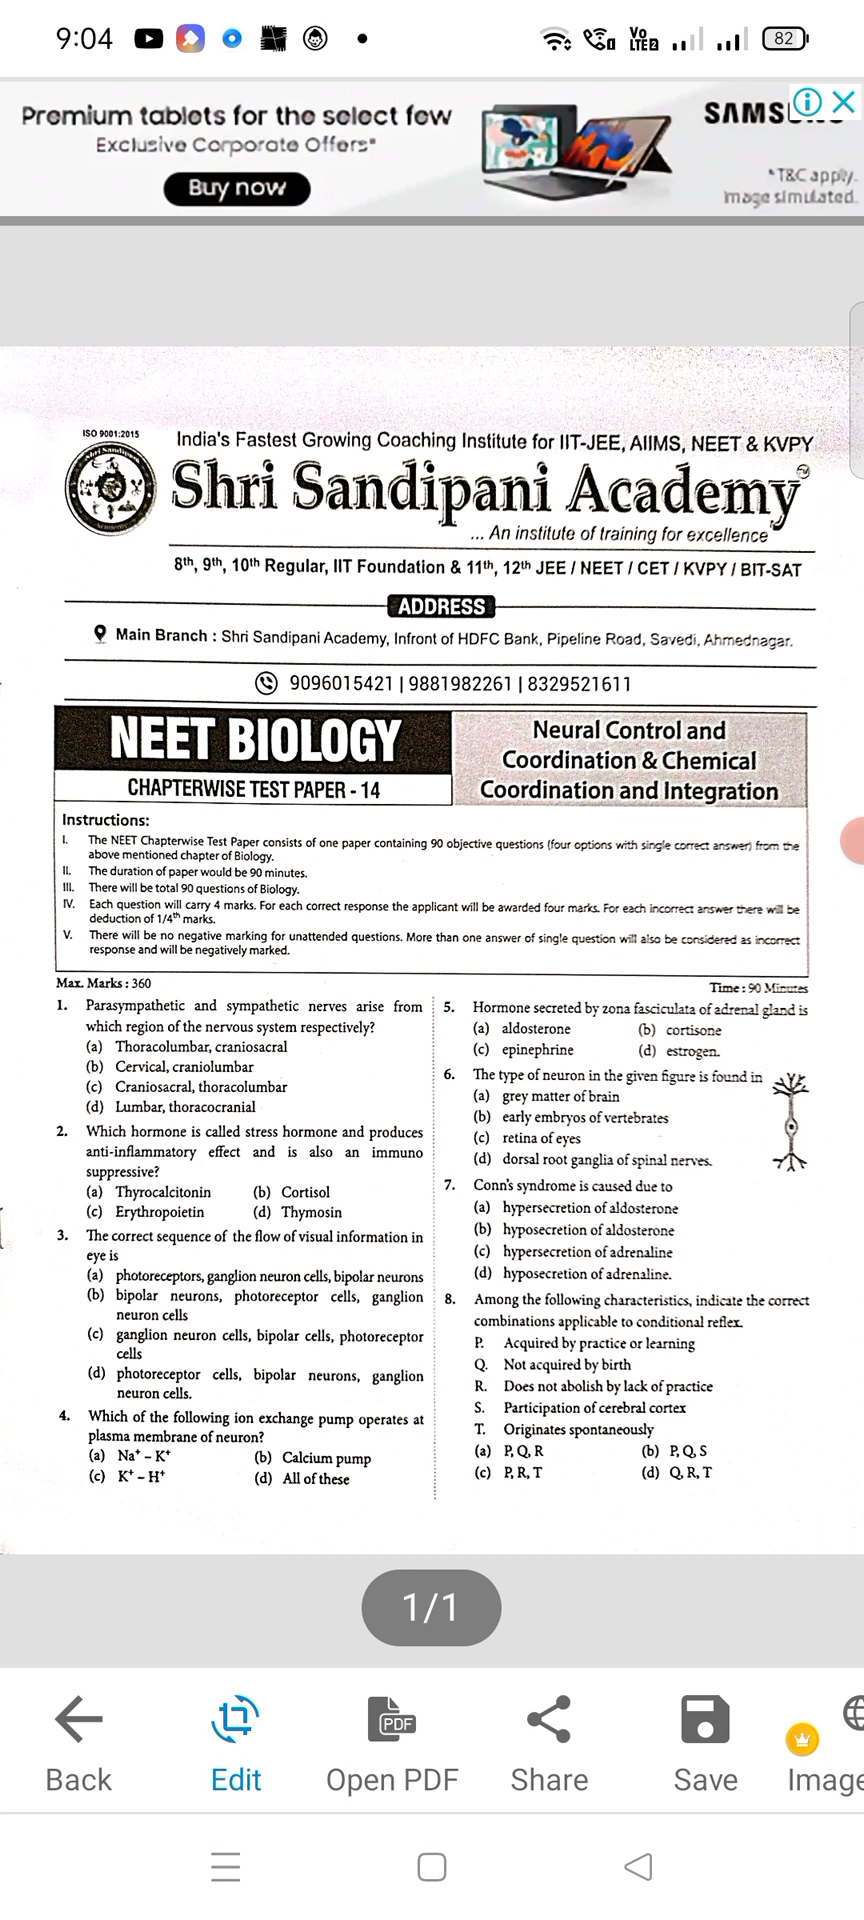 9:04
Vo
LTE2
82
Premium tablets for the select few
Exclusive Corporate Offers*
Buy now
*T&C apply.
Image simulated.
ISO 9001:2015
India's Fastest Growing Coaching Institute for IIT-JEE, AIIMS, NEET & KVPY
Shri Sandipani Academy
... An institute of training for excellence
8th, 9th, 10th Regular, IIT Foundation & 11th, 12th JEE / NEET / CET / KVPY / BIT-SAT
ADDRESS
Main Branch : Shri Sandipani Academy, Infront of HDFC Bank, Pipeline Road, Savedi, Ahmednagar.
9096015421 | 9881982261 | 8329521611
NEET BIOLOGY
CHAPTERWISE TEST PAPER - 14
Neural Control and
Coordination & Chemical
Coordination and Integration
Instructions:
I. The NEET Chapterwise Test Paper consists of one paper containing 90 objective questions (four options with single correct answer) from the
above mentioned chapter of Biology.
II. The duration of paper would be 90 minutes.
III. There will be total 90 questions of Biology.
IV. Each question will carry 4 marks. For each correct response the applicant will be awarded four marks. For each incorrect answer there will be
deduction of 1/4th marks.
V. There will be no negative marking for unattended questions. More than one answer of single question will also be considered as incorrect
response and will be negatively marked.
Max. Marks : 360
Time : 90 Minutes
1. Parasympathetic and sympathetic nerves arise from
which region of the nervous system respectively?
(a) Thoracolumbar, craniosacral
(b) Cervical, craniolumbar
(c) Craniosacral, thoracolumbar
(d) Lumbar, thoracocranial
2. Which hormone is called stress hormone and produces
anti-inflammatory effect and is also an immuno
suppressive?
(a) Thyrocalcitonin (b) Cortisol
(c) Erythropoietin (d) Thymosin
3. The correct sequence of the flow of visual information in
eye is
(a) photoreceptors, ganglion neuron cells, bipolar neurons
(b) bipolar neurons, photoreceptor cells, ganglion
neuron cells
(c) ganglion neuron cells, bipolar cells, photoreceptor
cells
(d) photoreceptor cells, bipolar neurons, ganglion
neuron cells.
4. Which of the following ion exchange pump operates at
plasma membrane of neuron?
(a) Na⁺ – K⁺ (b) Calcium pump
(c) K⁺ – H⁺ (d) All of these
5. Hormone secreted by zona fasciculata of adrenal gland is
(a) aldosterone (b) cortisone
(c) epinephrine (d) estrogen.
6. The type of neuron in the given figure is found in
(a) grey matter of brain
(b) early embryos of vertebrates
(c) retina of eyes
(d) dorsal root ganglia of spinal nerves.
7. Conn's syndrome is caused due to
(a) hypersecretion of aldosterone
(b) hyposecretion of aldosterone
(c) hypersecretion of adrenaline
(d) hyposecretion of adrenaline.
8. Among the following characteristics, indicate the correct
combinations applicable to conditional reflex.
P. Acquired by practice or learning
Q. Not acquired by birth
R. Does not abolish by lack of practice
S. Participation of cerebral cortex
T. Originates spontaneously
(a) P, Q, R (b) P, Q, S
(c) P, R, T (d) Q, R, T
1/1
PDF
Back
Edit
Open PDF
Share
Save
Image